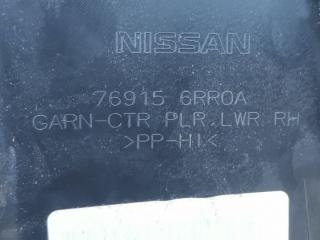 NISSAN
76915 6RR0A
GARN-CTR PLR.LWR RH
>PP-HI<